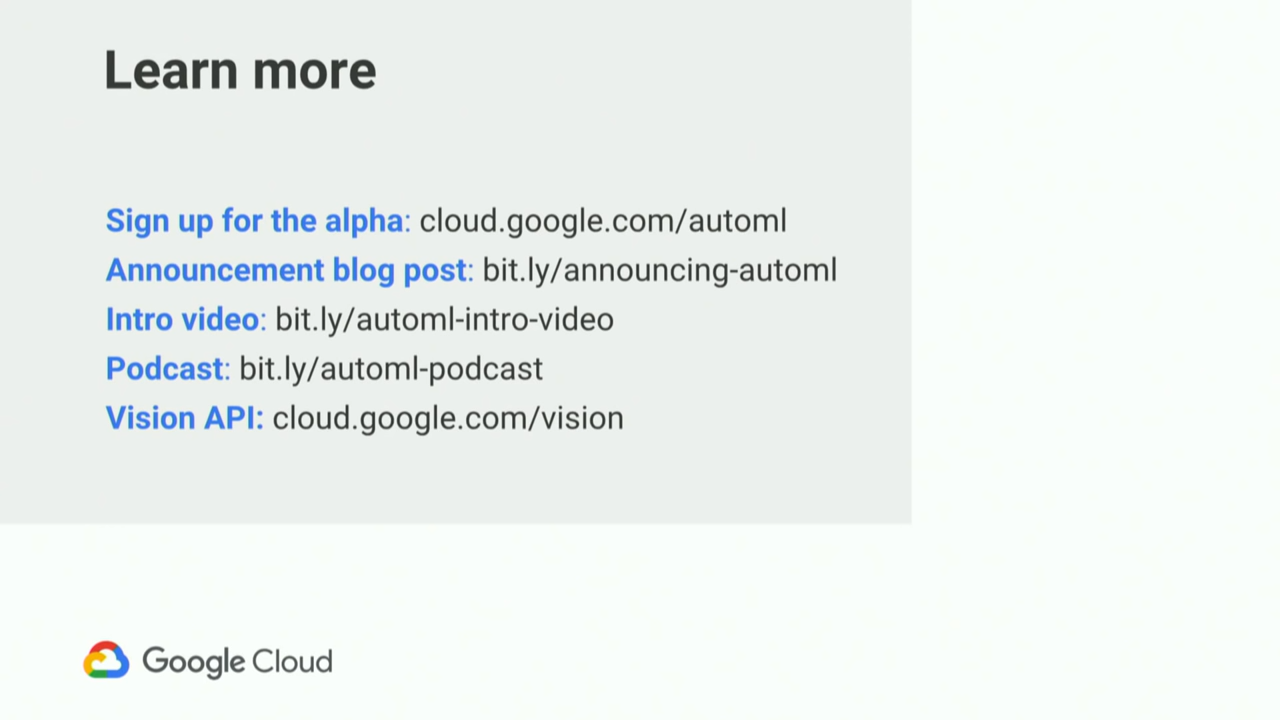 Learn more
Sign up for the alpha: cloud.google.com/automl
Announcement blog post: bit.ly/announcing-automl
Intro video: bit.ly/automl-intro-video
Podcast: bit.ly/automl-podcast
Vision API: cloud.google.com/vision
Google Cloud